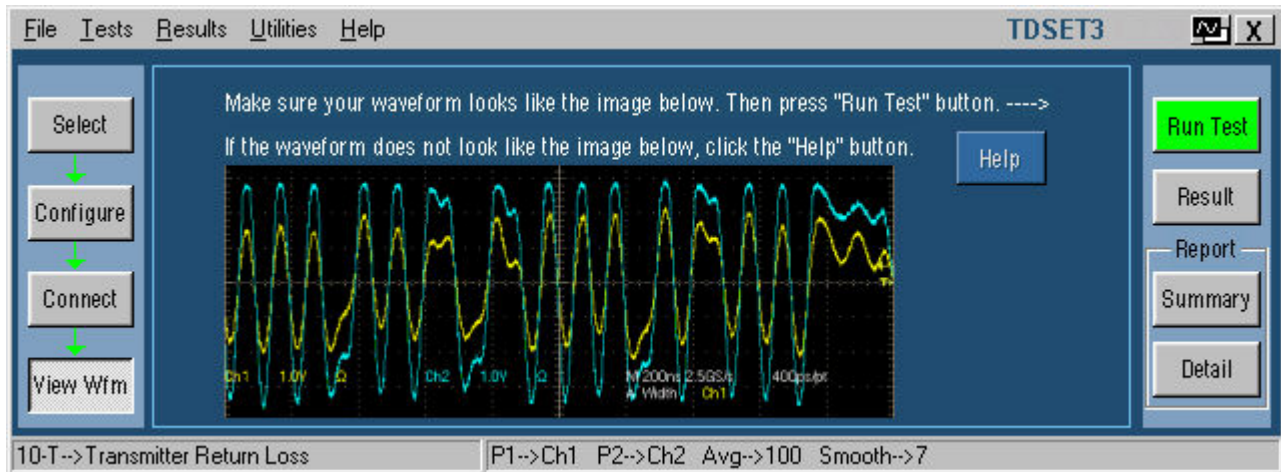 File Tests Results Utilities Help TDSET3 X
Select
Configure
Connect
View Wfm
Make sure your waveform looks like the image below. Then press "Run Test" button. ---->
If the waveform does not look like the image below, click the "Help" button.
Help
Ch1 1.0V Ω Ch2 1.0V Ω M 200ns 2.5GS/s 400ps/pt
A Width Ch1
Run Test
Result
Report
Summary
Detail
10-T-->Transmitter Return Loss P1-->Ch1 P2-->Ch2 Avg-->100 Smooth-->7